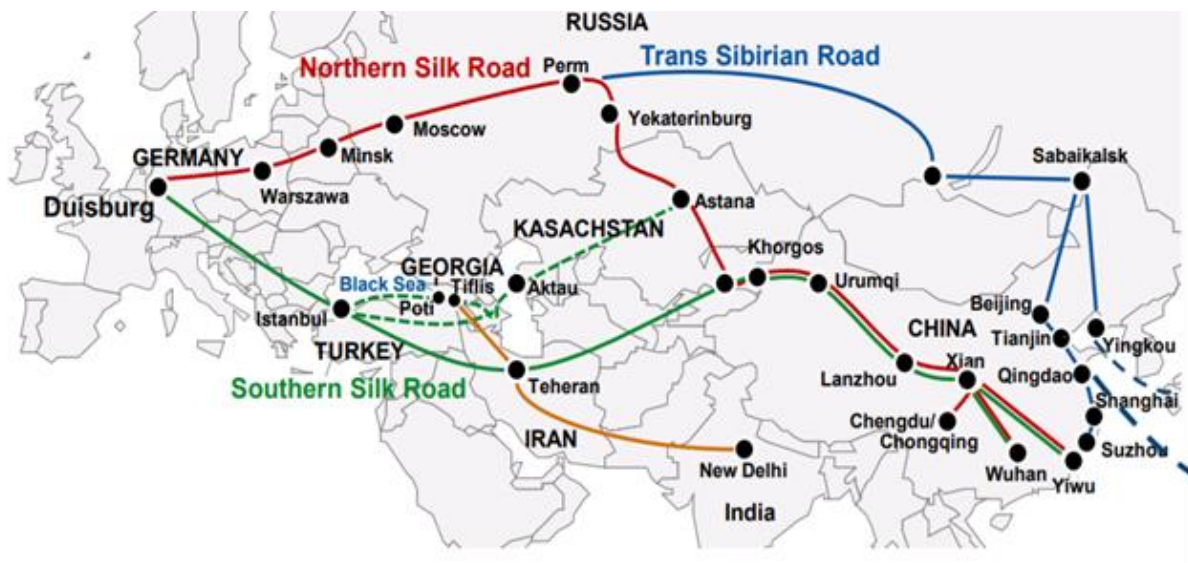 RUSSIA
Trans Sibirian Road
Northern Silk Road
Perm
Yekaterinburg
Moscow
Minsk
GERMANY
Warszawa
Duisburg
Sabaikalsk
Astana
KASACHSTAN
Khorgos
GEORGIA
Black Sea
Tiflis
Poti
Aktau
Urumqi
Istanbul
Beijing
CHINA
Tianjin
Yingkou
TURKEY
Xian
Lanzhou
Qingdao
Southern Silk Road
Teheran
Shanghai
Chengdu/
Chongqing
IRAN
Suzhou
New Delhi
Wuhan
Yiwu
India